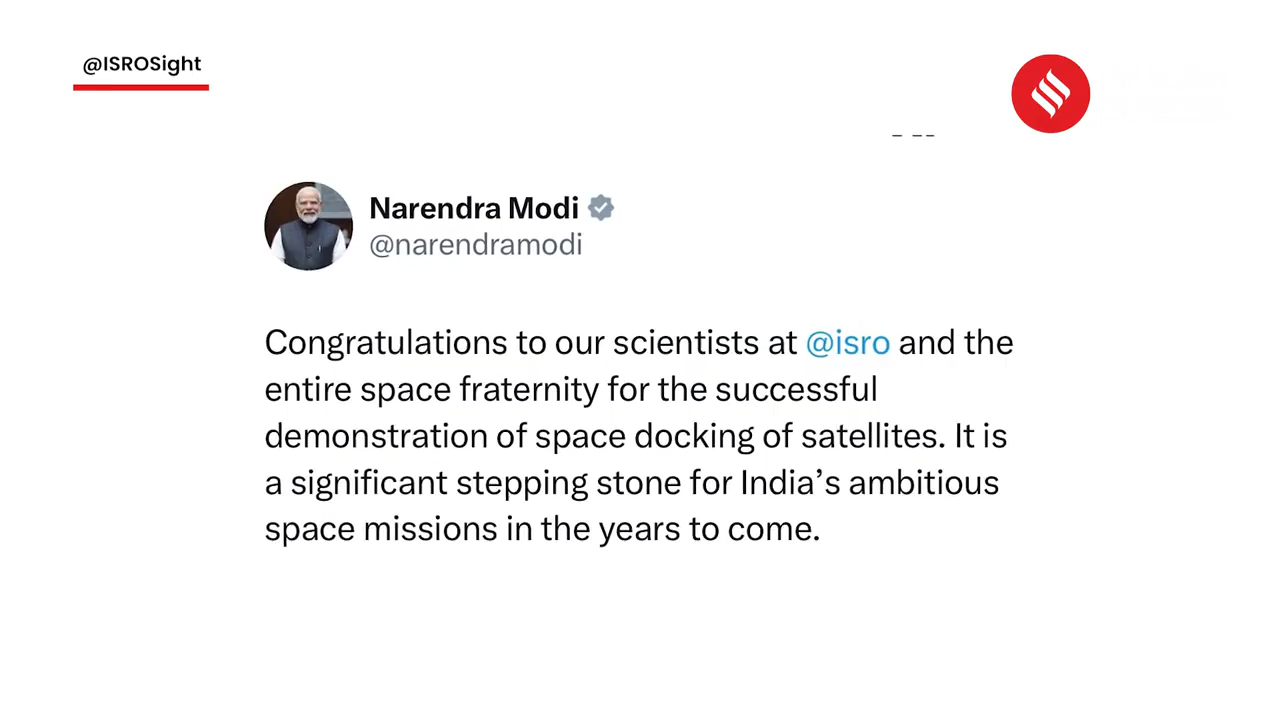 @ISROSight
Narendra Modi
@narendramodi
Congratulations to our scientists at @isro and the
entire space fraternity for the successful
demonstration of space docking of satellites. It is
a significant stepping stone for India’s ambitious
space missions in the years to come.